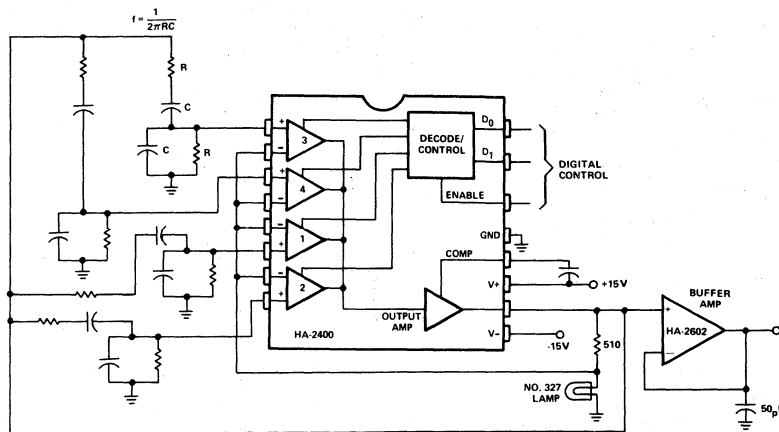 f = 1/2πRC
R
C
C
R
+
−
3
+
4
−
−
1
+
−
2
+
DECODE/
CONTROL
D0
D1
ENABLE
DIGITAL
CONTROL
GND
COMP
V+
+15V
OUTPUT
AMP
HA-2400
V−
-15V
510
NO. 327
LAMP
BUFFER
AMP
+
HA-2602
−
50p